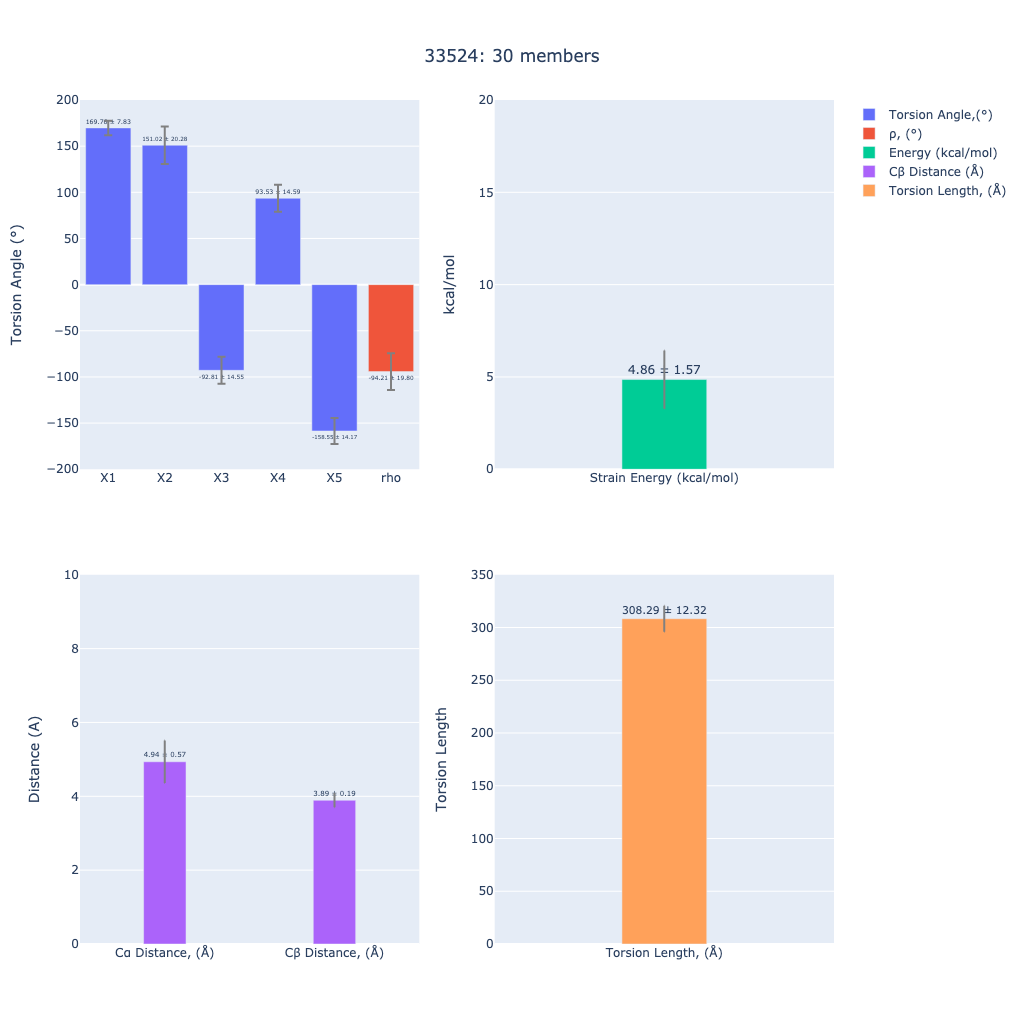 33524: 30 members
Torsion Angle (°)
200
150
100
50
0
−50
−100
−150
−200
151.02 ± 20.28
-92.81 ± 14.55
93.53 ± 14.59
-158.55 ± 14.17
-94.21 ± 19.80
X1 X2 X3 X4 X5 rho
kcal/mol
20
15
10
5
0
4.86 ± 1.57
Strain Energy (kcal/mol)
Torsion Angle,(°)
ρ, (°)
Energy (kcal/mol)
Cβ Distance (Å)
Torsion Length, (Å)
Distance (A)
10
8
6
4
2
0
4.94 ± 0.57
3.89 ± 0.19
Cα Distance, (Å) Cβ Distance, (Å)
Torsion Length
350
300
250
200
150
100
50
0
308.29 ± 12.32
Torsion Length, (Å)